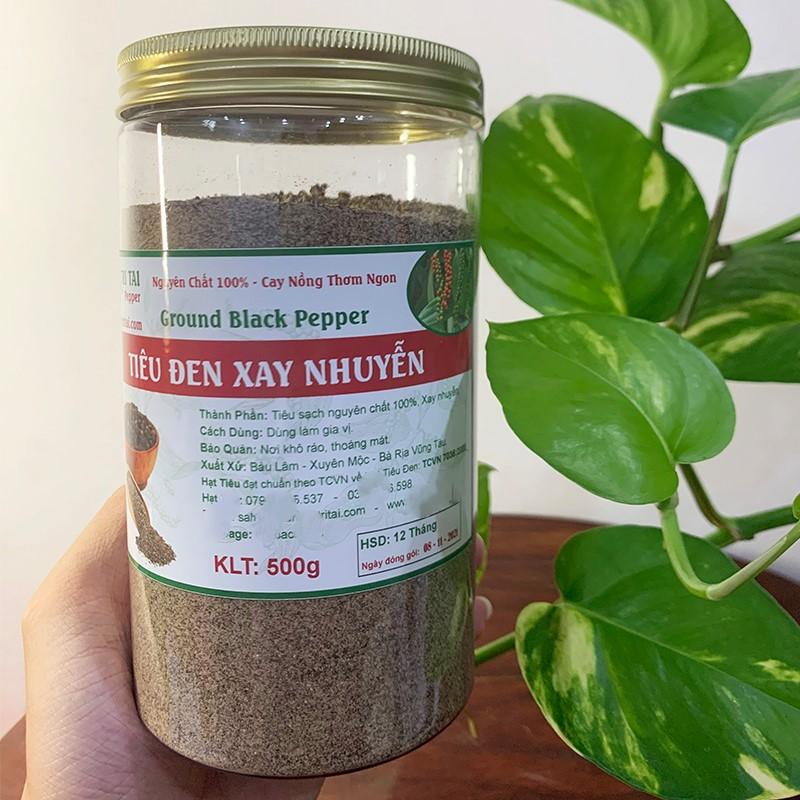 TAI
Pepper
Nguyên Chất 100% - Cay Nồng Thơm Ngon
Ground Black Pepper
TIÊU ĐEN XAY NHUYỄN
Thành Phần: Tiêu sạch nguyên chất 100%. Xay nhuyễn.
Cách Dùng: Dùng làm gia vị.
Bảo Quản: Nơi khô ráo, thoáng mát.
Xuất Xứ: Bàu Lâm - Xuyên Mộc - Bà Rịa Vũng Tàu.
Hạt Tiêu đạt chuẩn theo TCVN về Tiêu Đen: TCVN
Hạt
HSD: 12 Tháng
Ngày đóng gói:
KLT: 500g